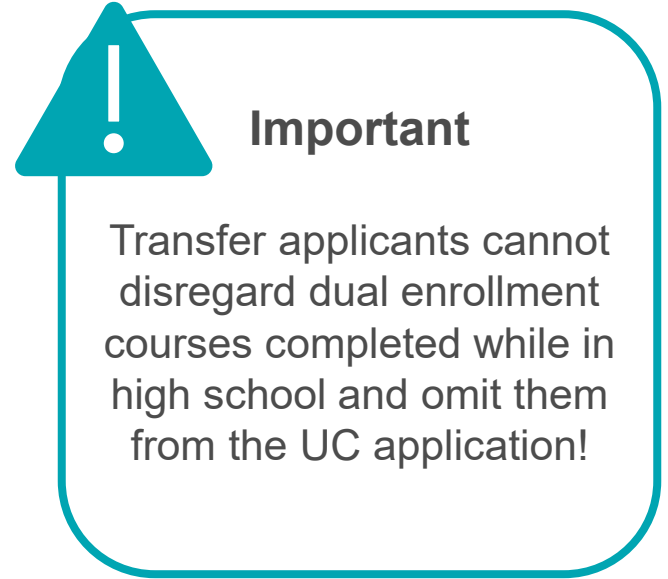 !
Important
Transfer applicants cannot
disregard dual enrollment
courses completed while in
high school and omit them
from the UC application!